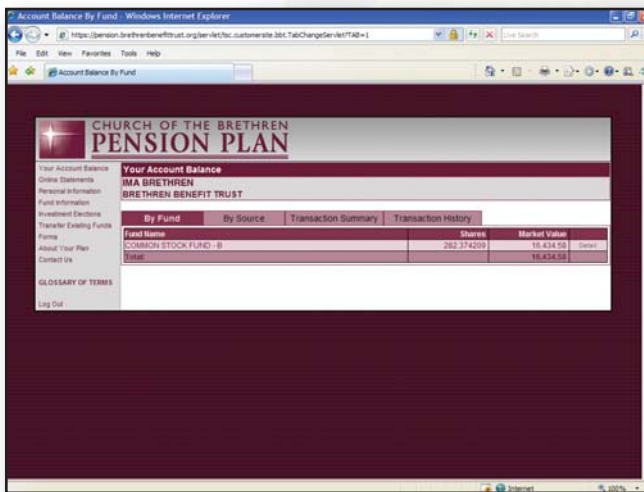 Account Balance By Fund - Windows Internet Explorer
https://pension.brethrenbenefittrust.org/servlet/tsc.customersite.bbt.TabChangeServlet?TAB=1
Live Search
File Edit View Favorites Tools Help
Account Balance By Fund
CHURCH OF THE BRETHREN
PENSION PLAN
Your Account Balance
Online Statements
Personal Information
Fund Information
Investment Elections
Transfer Existing Funds
Forms
About Your Plan
Contact Us
GLOSSARY OF TERMS
Log Out
Your Account Balance
IMA BRETHREN
BRETHREN BENEFIT TRUST
By Fund By Source Transaction Summary Transaction History
Fund Name Shares Market Value
COMMON STOCK FUND - B 282.374209 16,434.58 Detail
Total: 16,434.58
Internet 100%